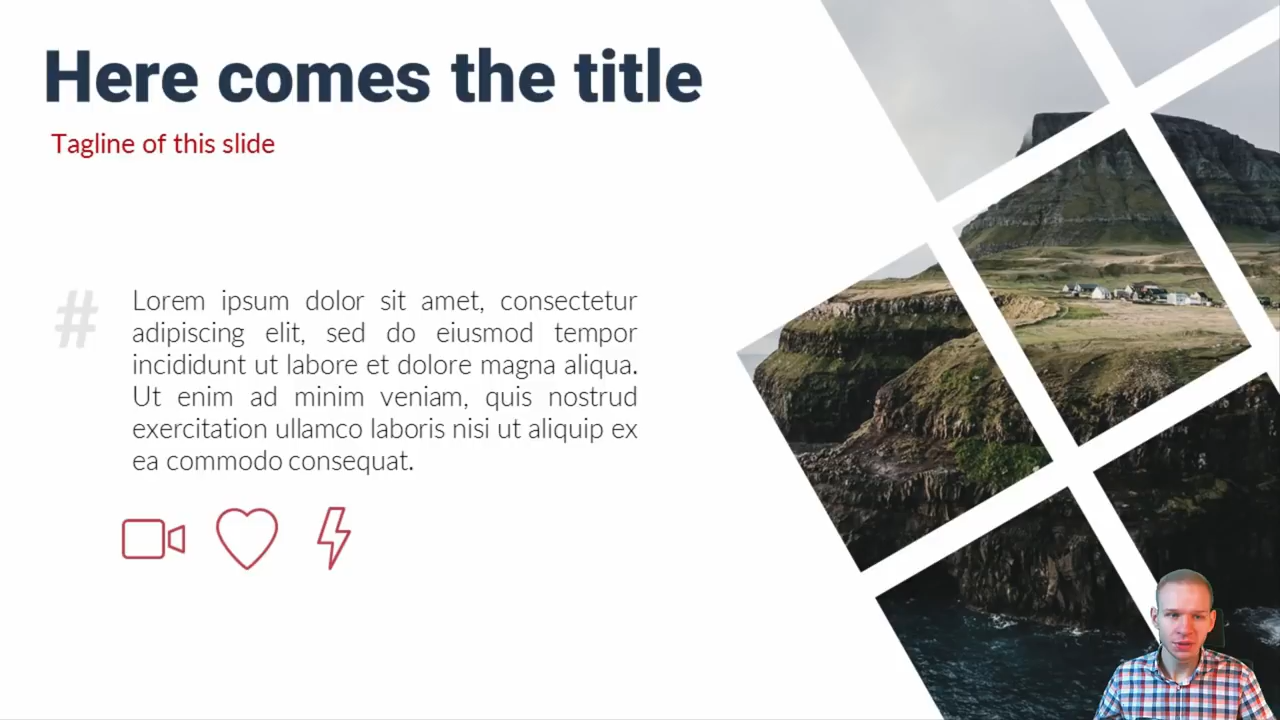 Here comes the title
Tagline of this slide
#
Lorem ipsum dolor sit amet, consectetur
adipiscing elit, sed do eiusmod tempor
incididunt ut labore et dolore magna aliqua.
Ut enim ad minim veniam, quis nostrud
exercitation ullamco laboris nisi ut aliquip ex
ea commodo consequat.